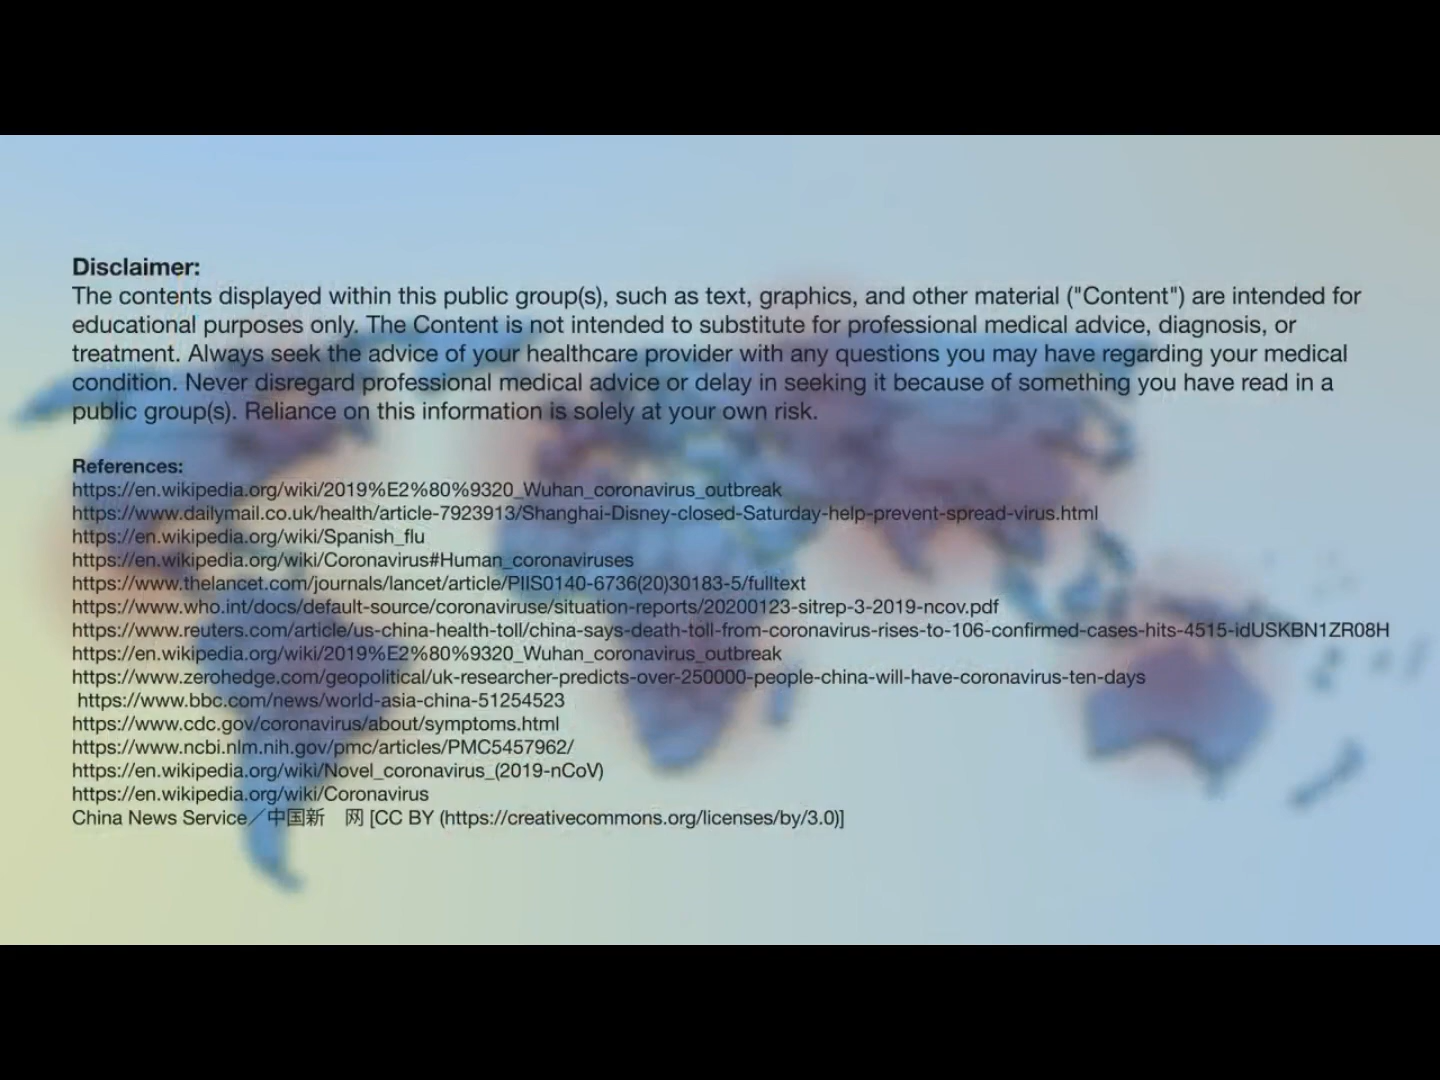 Disclaimer:
The contents displayed within this public group(s), such as text, graphics, and other material ("Content") are intended for
educational purposes only. The Content is not intended to substitute for professional medical advice, diagnosis, or
treatment. Always seek the advice of your healthcare provider with any questions you may have regarding your medical
condition. Never disregard professional medical advice or delay in seeking it because of something you have read in a
public group(s). Reliance on this information is solely at your own risk.
References:
https://en.wikipedia.org/wiki/2019%E2%80%9320_Wuhan_coronavirus_outbreak
https://www.dailymail.co.uk/health/article-7923913/Shanghai-Disney-closed-Saturday-help-prevent-spread-virus.html
https://en.wikipedia.org/wiki/Spanish_flu
https://en.wikipedia.org/wiki/Coronavirus#Human_coronaviruses
https://www.thelancet.com/journals/lancet/article/PIIS0140-6736(20)30183-5/fulltext
https://www.who.int/docs/default-source/coronaviruse/situation-reports/20200123-sitrep-3-2019-ncov.pdf
https://www.reuters.com/article/us-china-health-toll/china-says-death-toll-from-coronavirus-rises-to-106-confirmed-cases-hits-4515-idUSKBN1ZR08H
https://en.wikipedia.org/wiki/2019%E2%80%9320_Wuhan_coronavirus_outbreak
https://www.zerohedge.com/geopolitical/uk-researcher-predicts-over-250000-people-china-will-have-coronavirus-ten-days
https://www.bbc.com/news/world-asia-china-51254523
https://www.cdc.gov/coronavirus/about/symptoms.html
https://www.ncbi.nlm.nih.gov/pmc/articles/PMC5457962/
https://en.wikipedia.org/wiki/Novel_coronavirus_(2019-nCoV)
https://en.wikipedia.org/wiki/Coronavirus
China News Service／中国新　网 [CC BY (https://creativecommons.org/licenses/by/3.0)]